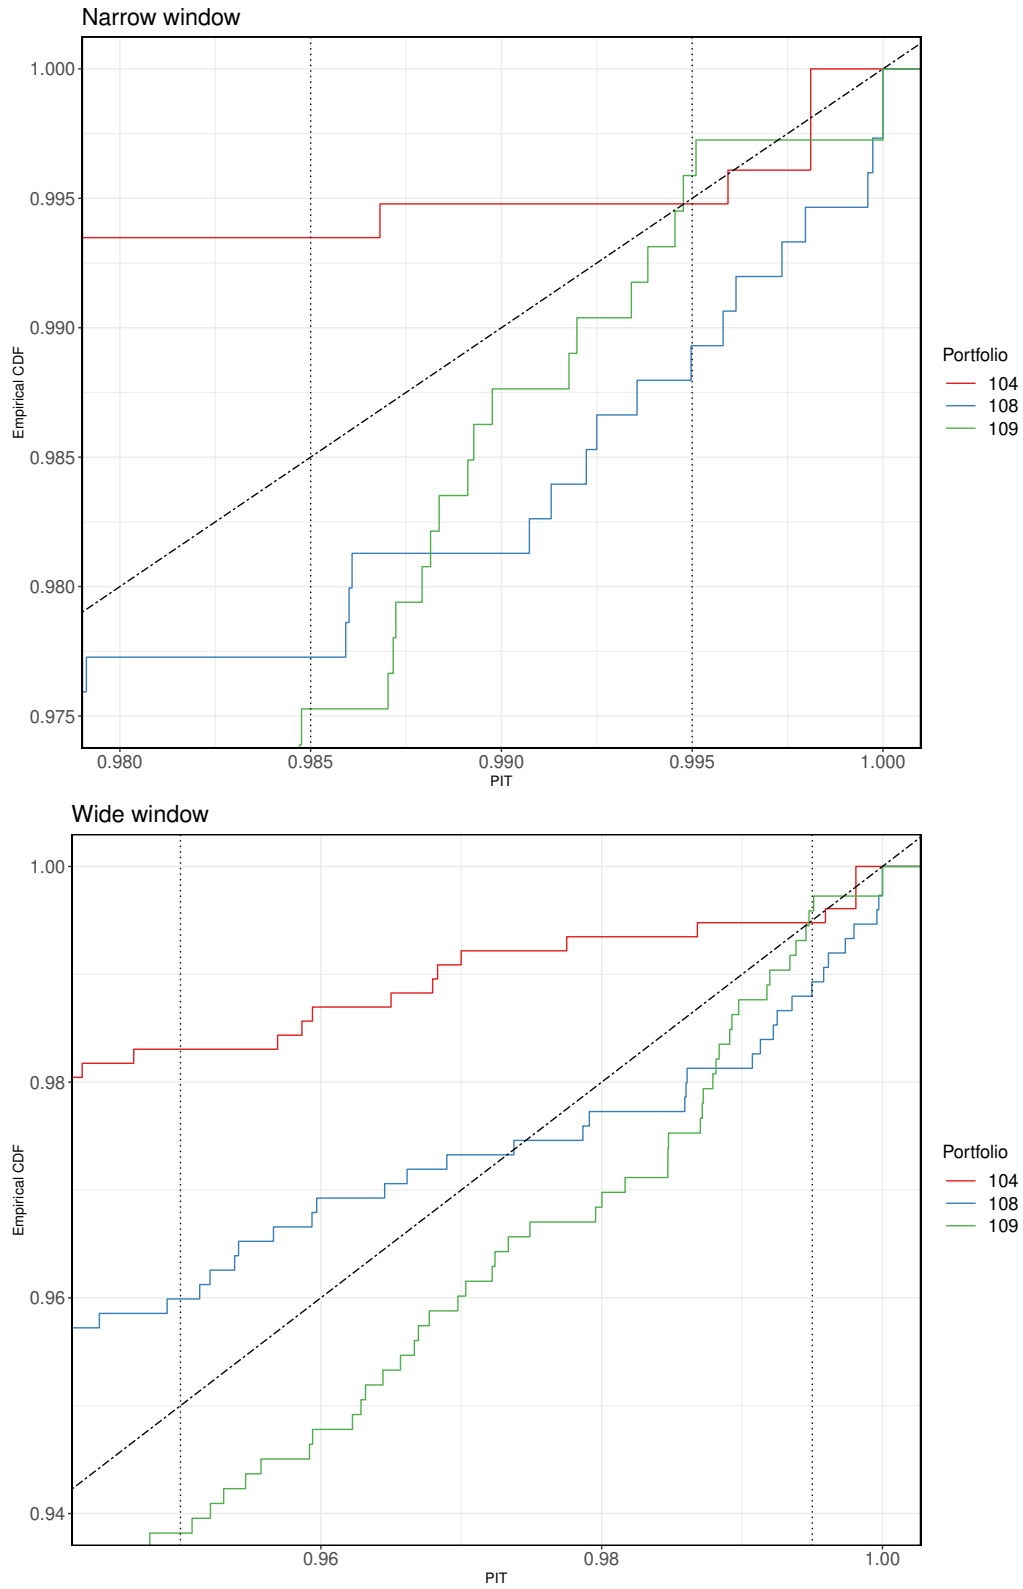 Narrow window
1.000
0.995
0.990
0.985
0.980
0.975
Empirical CDF
0.980 0.985 0.990 0.995 1.000
PIT
Portfolio
104
108
109
Wide window
1.00
0.98
0.96
0.94
Empirical CDF
0.96 0.98 1.00
PIT
Portfolio
104
108
109